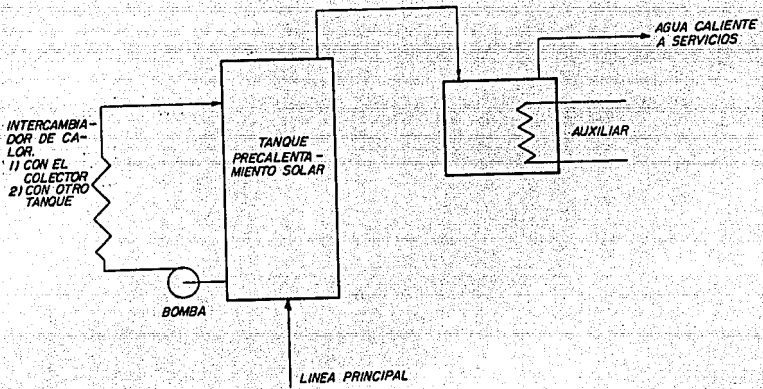 AGUA CALIENTE
A SERVICIOS
INTERCAMBIA-
DOR DE CA-
LOR.
1) CON EL
COLECTOR
2) CON OTRO
TANQUE
TANQUE
PRECALENTA-
MIENTO SOLAR
AUXILIAR
BOMBA
LINEA PRINCIPAL